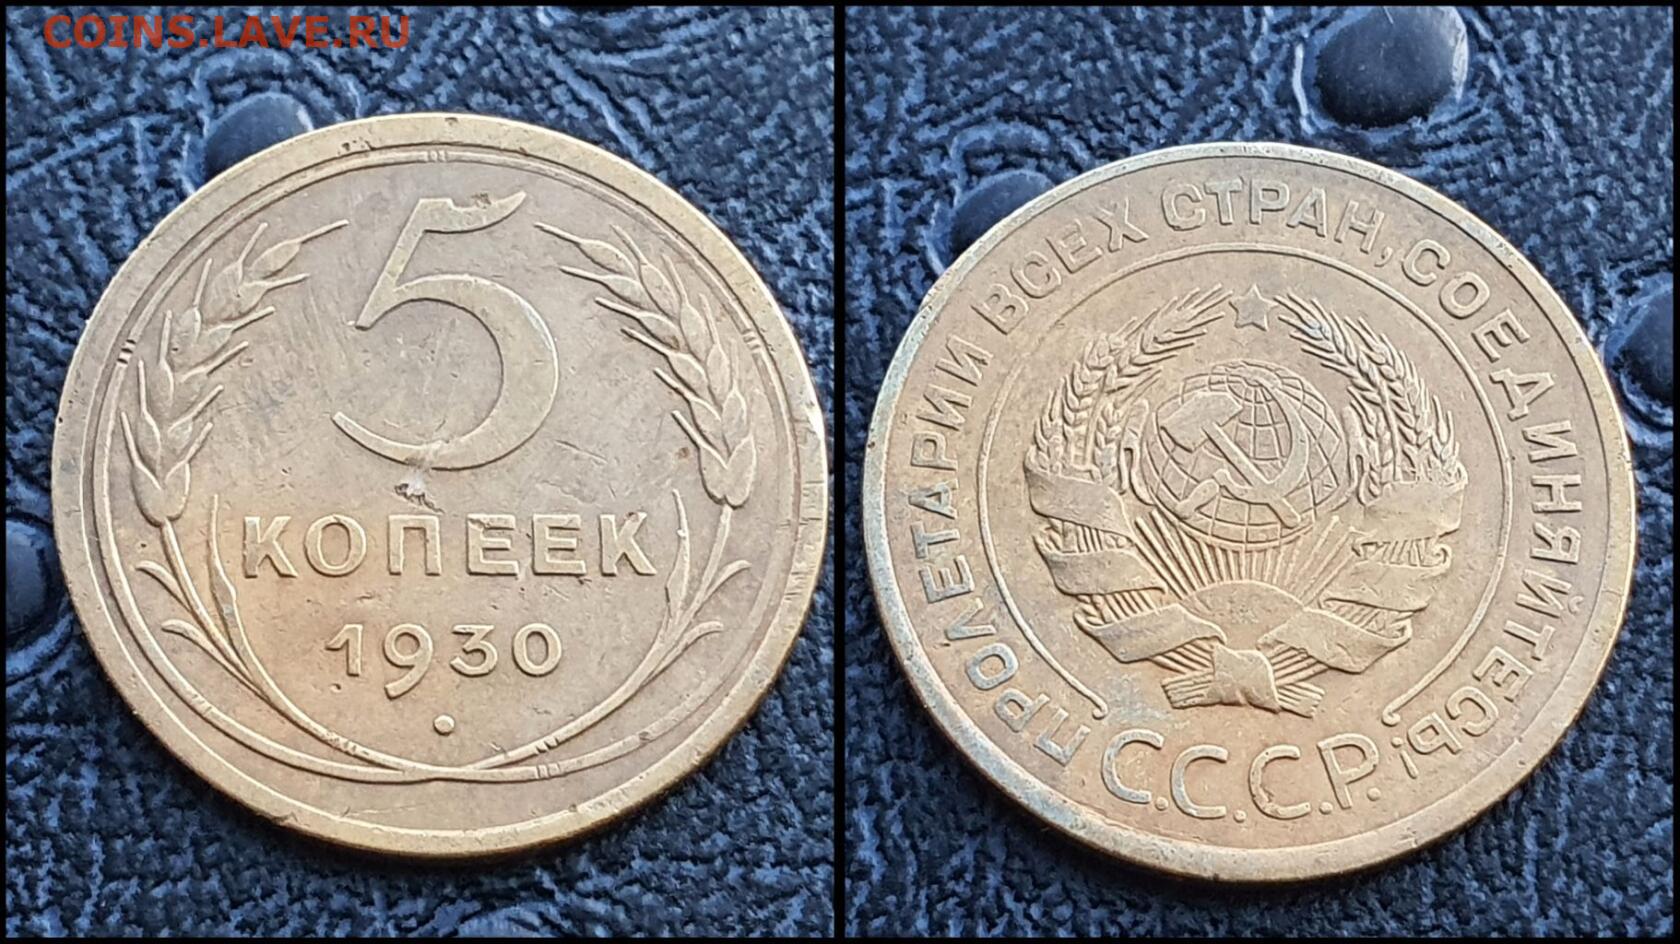 COINS.LAVE.RU
5
КОПЕЕК
1930
ПРОЛЕТАРИИ ВСЕХ СТРАН, СОЕДИНЯЙТЕСЬ!
С.С.С.Р.